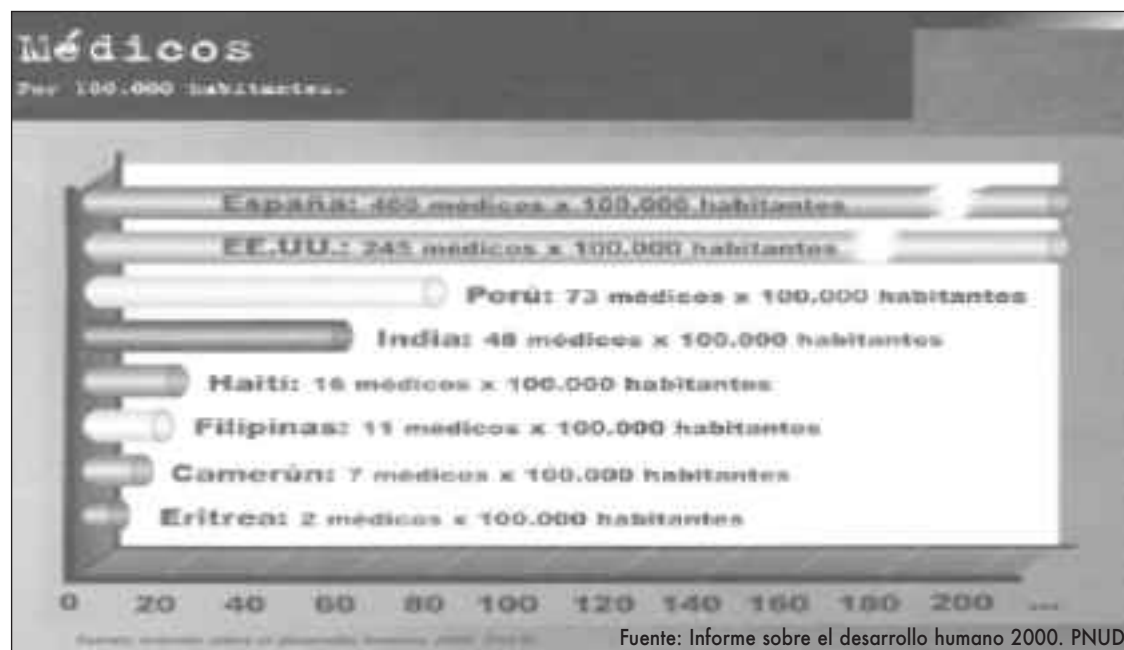 Médicos
Por 100.000 habitantes.
España: 400 médicos x 100.000 habitantes
EE.UU.: 245 médicos x 100.000 habitantes
Perú: 73 médicos x 100.000 habitantes
India: 48 médicos x 100.000 habitantes
Haití: 16 médicos x 100.000 habitantes
Filipinas: 11 médicos x 100.000 habitantes
Camerún: 7 médicos x 100.000 habitantes
Eritrea: 2 médicos x 100.000 habitantes
0 20 40 60 80 100 120 140 160 180 200 ...
Fuente: Informe sobre el desarrollo humano 2000. PNUD